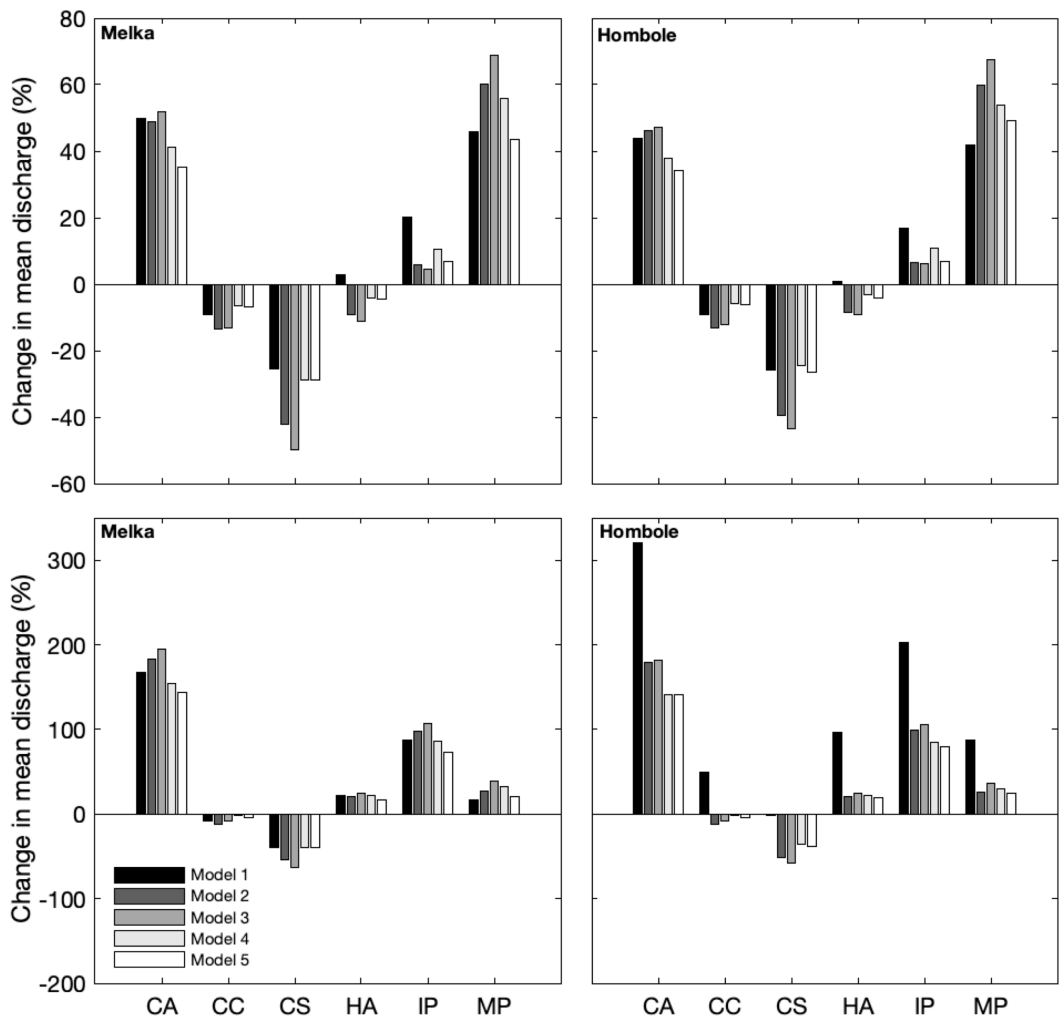 Melka
Hombole
Change in mean discharge (%)
80
60
40
20
0
-20
-40
-60
Melka
Hombole
Change in mean discharge (%)
300
200
100
0
-100
-200
Model 1
Model 2
Model 3
Model 4
Model 5
CA CC CS HA IP MP
CA CC CS HA IP MP